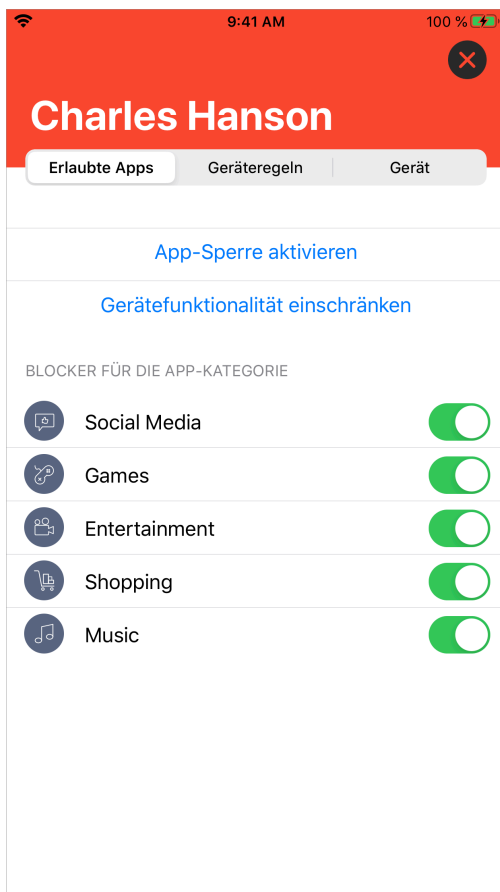 9:41 AM
100 %
Charles Hanson
Erlaubte Apps
Geräteregeln
Gerät
App-Sperre aktivieren
Gerätefunktionalität einschränken
BLOCKER FÜR DIE APP-KATEGORIE
Social Media
Games
Entertainment
Shopping
Music